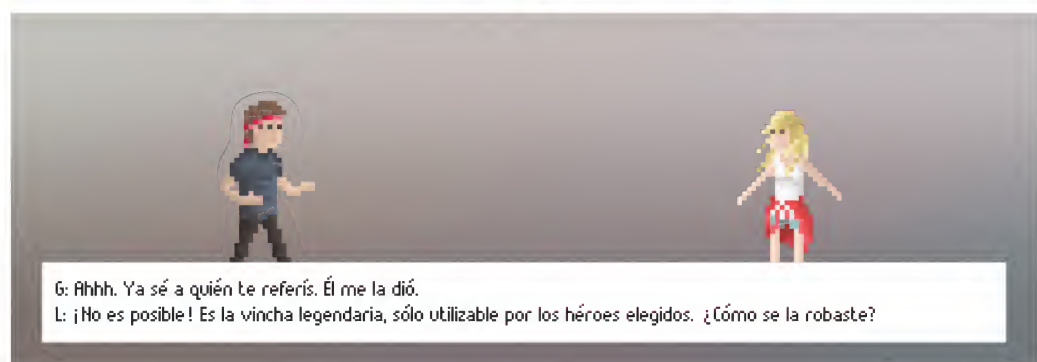 G: Ahhh. Ya sé a quién te referís. Él me la dió.
L: ¡No es posible! Es la vincha legendaria, sólo utilizable por los héroes elegidos. ¿Cómo se la robaste?